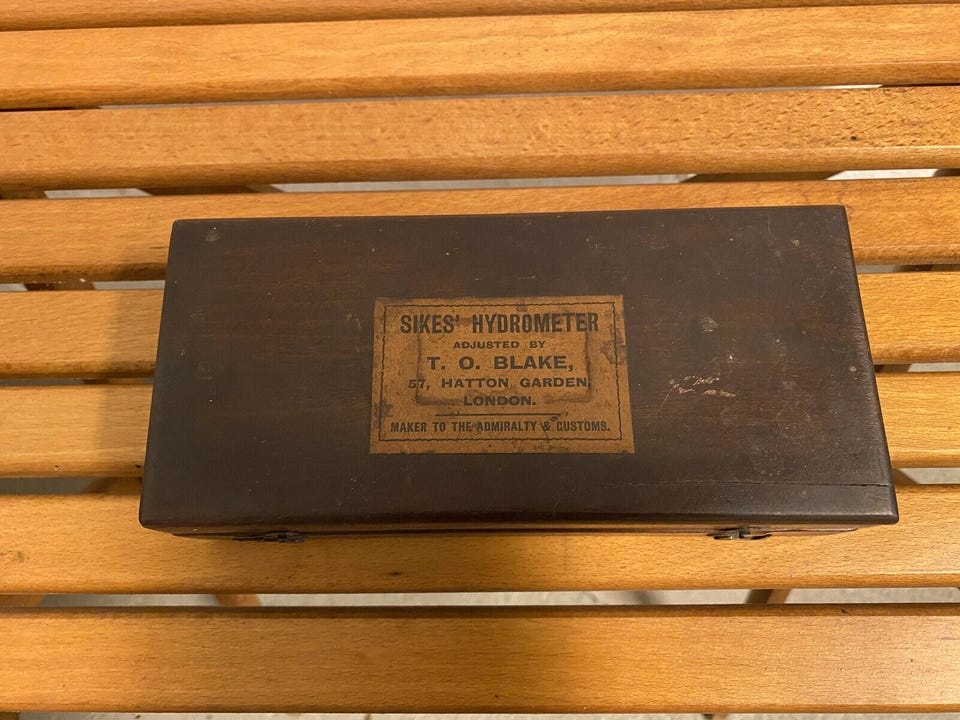 SIKES' HYDROMETER
ADJUSTED BY
T. O. BLAKE,
57, HATTON GARDEN,
LONDON.
MAKER TO THE ADMIRALTY & CUSTOMS.